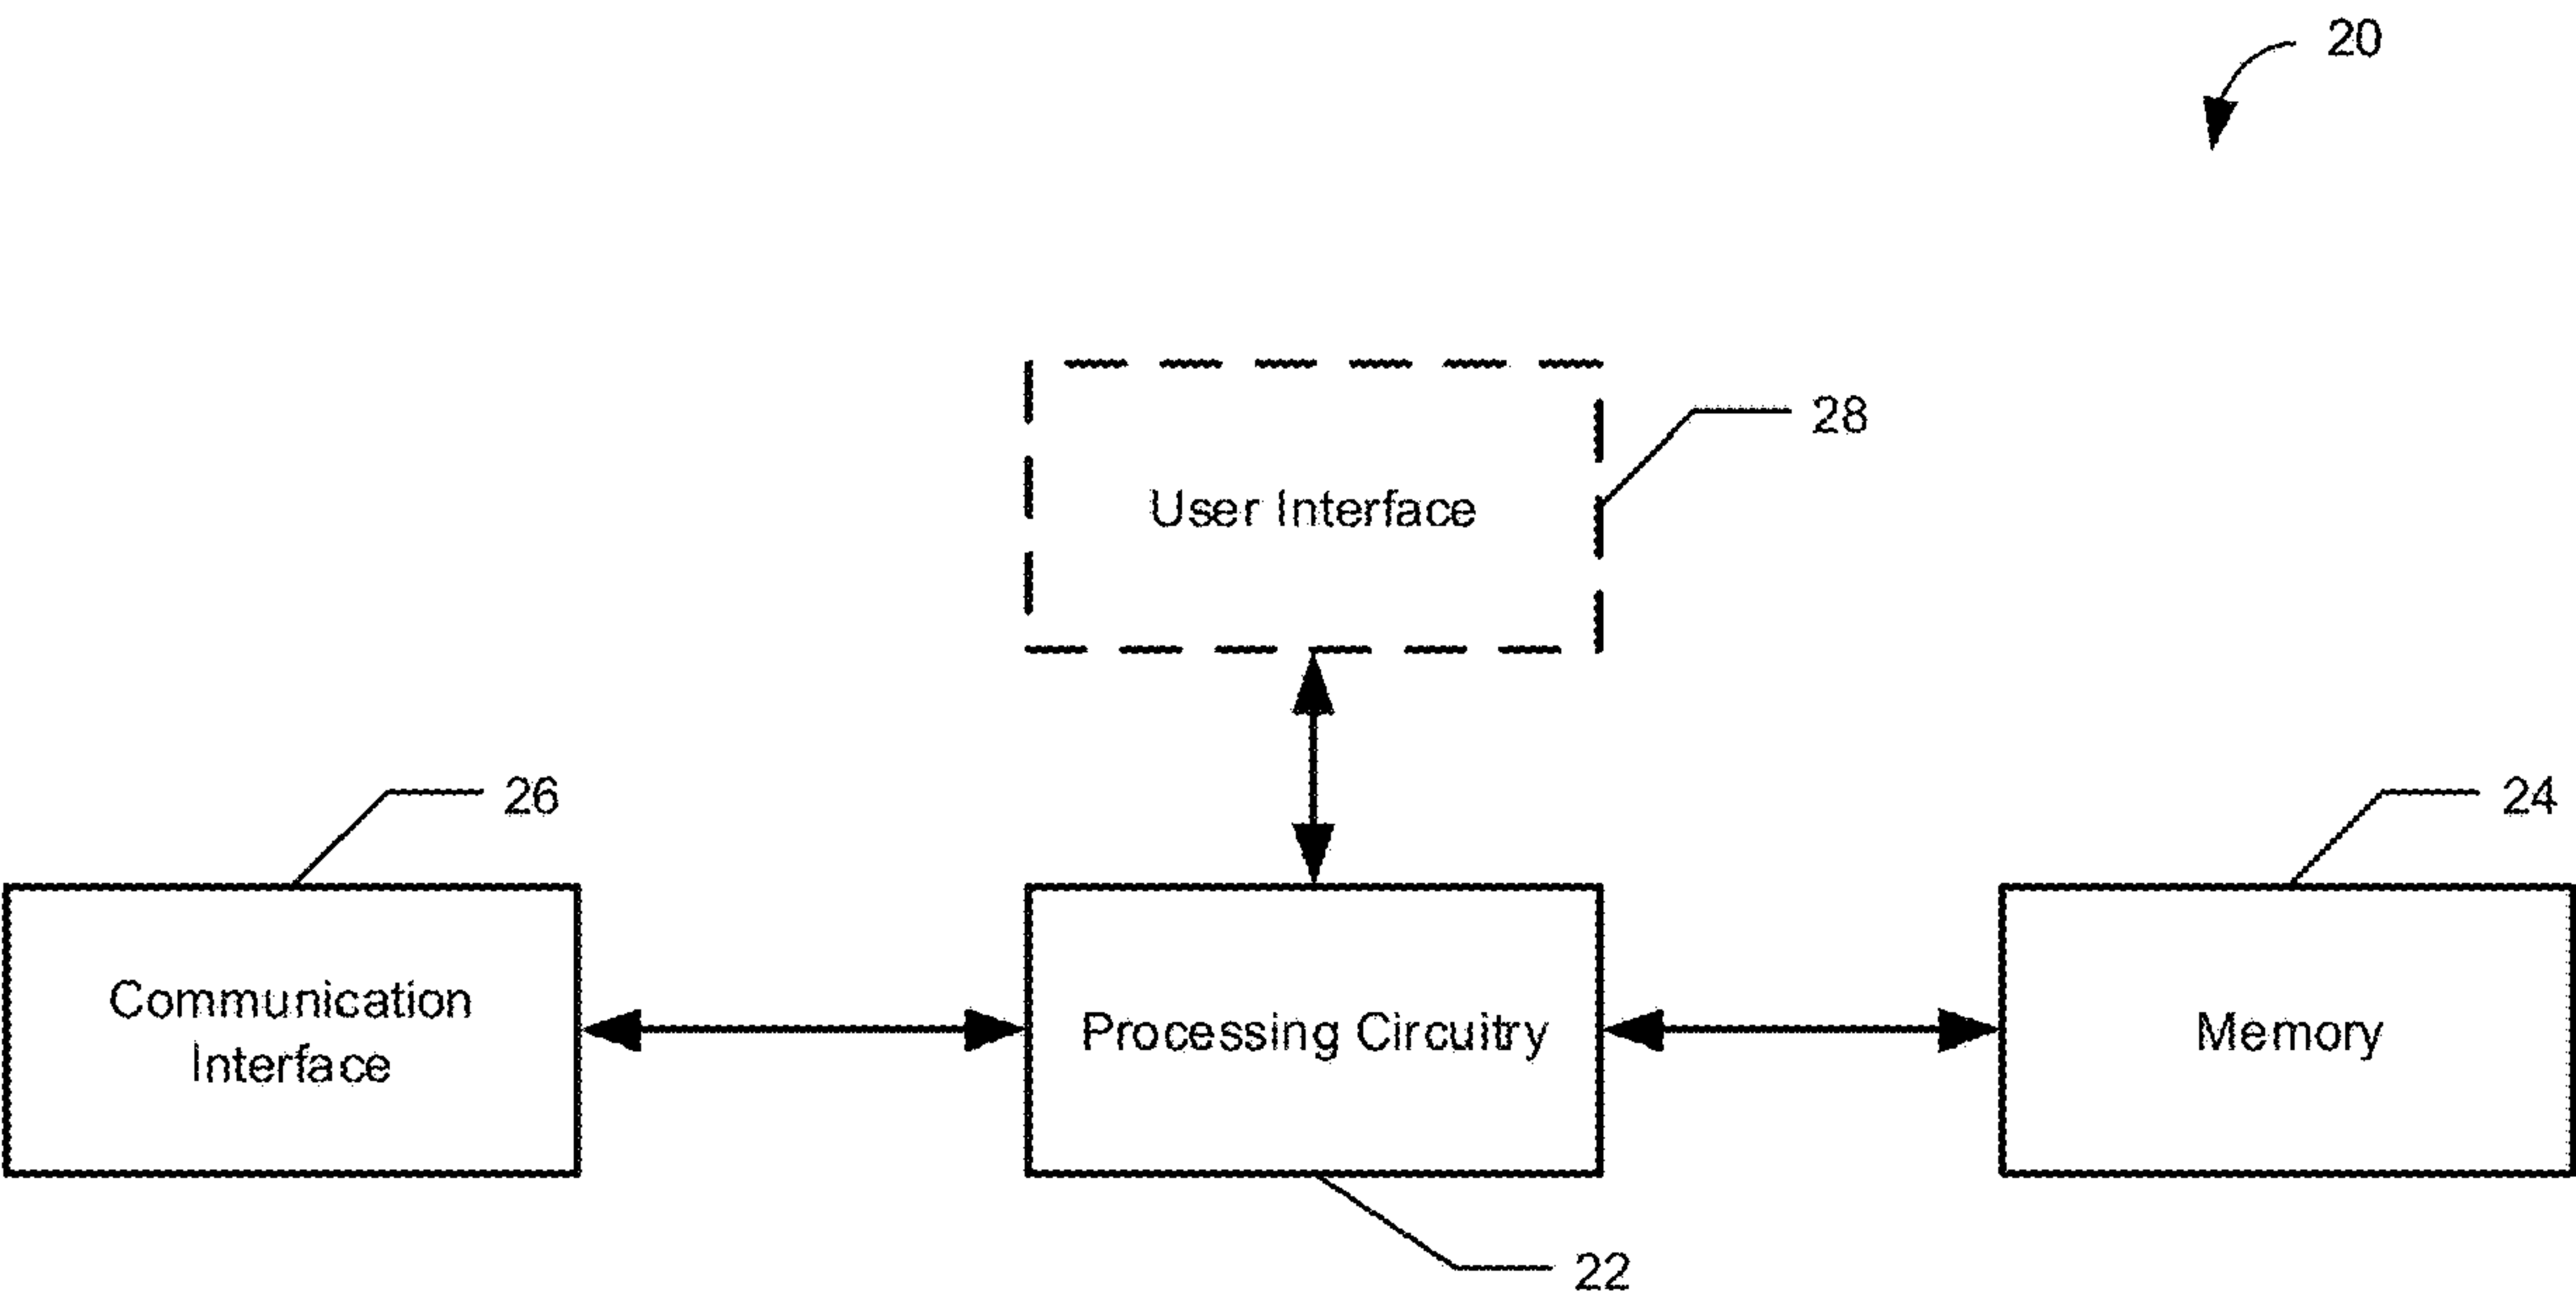 20
28
User Interface
26
24
Communication
Interface
Processing Circuitry
Memory
22